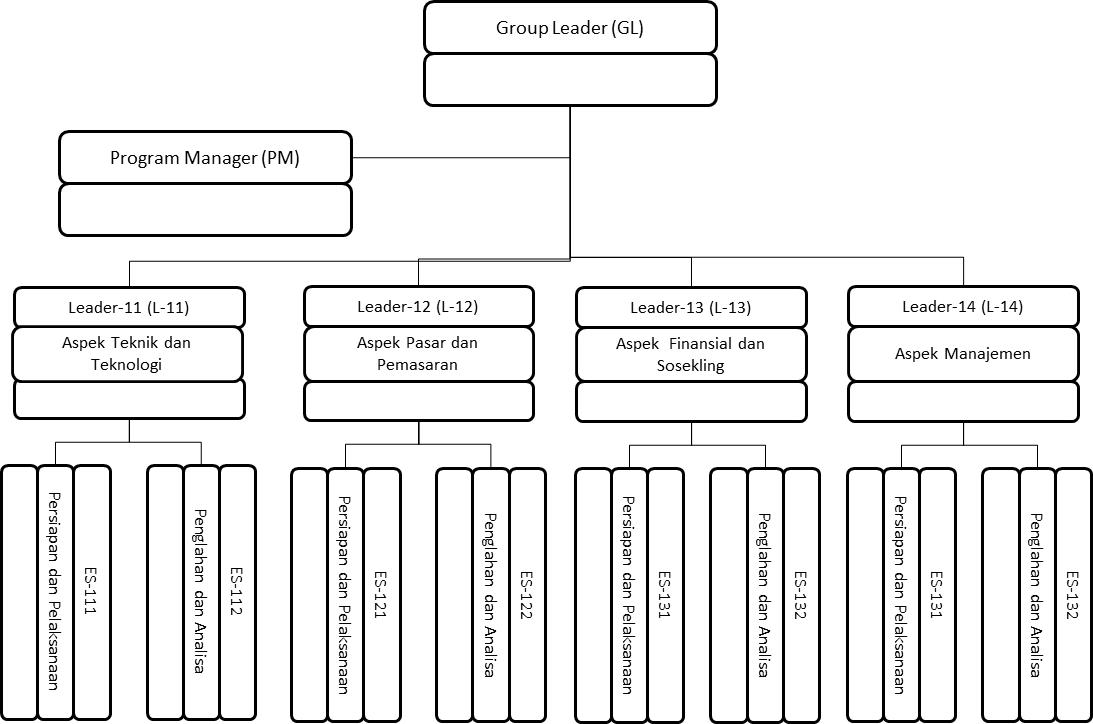 Group Leader (GL)
Program Manager (PM)
Leader-11 (L-11)
Aspek Teknik dan
Teknologi
Leader-12 (L-12)
Aspek Pasar dan
Pemasaran
Leader-13 (L-13)
Aspek Finansial dan
Sosekling
Leader-14 (L-14)
Aspek Manajemen
ES-111
Persiapan dan Pelaksanaan
ES-112
Penglahan dan Analisa
ES-121
Persiapan dan Pelaksanaan
ES-122
Penglahan dan Analisa
ES-131
Persiapan dan Pelaksanaan
ES-132
Penglahan dan Analisa
ES-131
Persiapan dan Pelaksanaan
ES-132
Penglahan dan Analisa